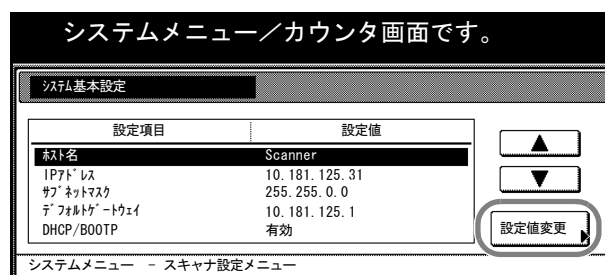 システムメニュー／カウンタ画面です。
ｼｽﾃﾑ基本設定
設定項目 設定値
ﾎｽﾄ名 Scanner
IPｱﾄﾞﾚｽ 10.181.125.31
ｻﾌﾞﾈｯﾄﾏｽｸ 255.255.0.0
ﾃﾞﾌｫﾙﾄｹﾞｰﾄｳｪｲ 10.181.125.1
DHCP/BOOTP 有効
設定値変更
システムメニュー － スキャナ設定メニュー